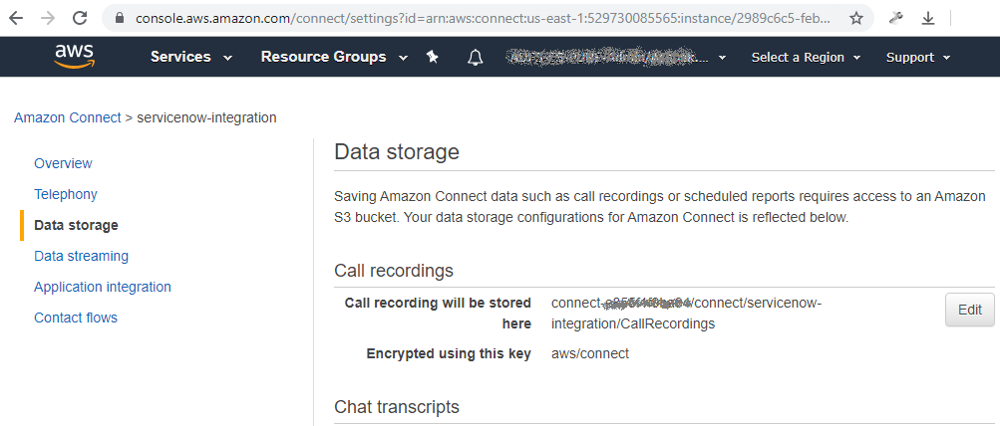 console.aws.amazon.com/connect/settings?id=arn:aws:connect:us-east-1:529730085565:instance/2989c6c5-feb...
aws Services Resource Groups Select a Region Support
Amazon Connect > servicenow-integration
Overview
Telephony
Data storage
Data streaming
Application integration
Contact flows
Data storage
Saving Amazon Connect data such as call recordings or scheduled reports requires access to an Amazon
S3 bucket. Your data storage configurations for Amazon Connect is reflected below.
Call recordings
Call recording will be stored
here
connect-/connect/servicenow-
integration/CallRecordings
Edit
Encrypted using this key aws/connect
Chat transcripts